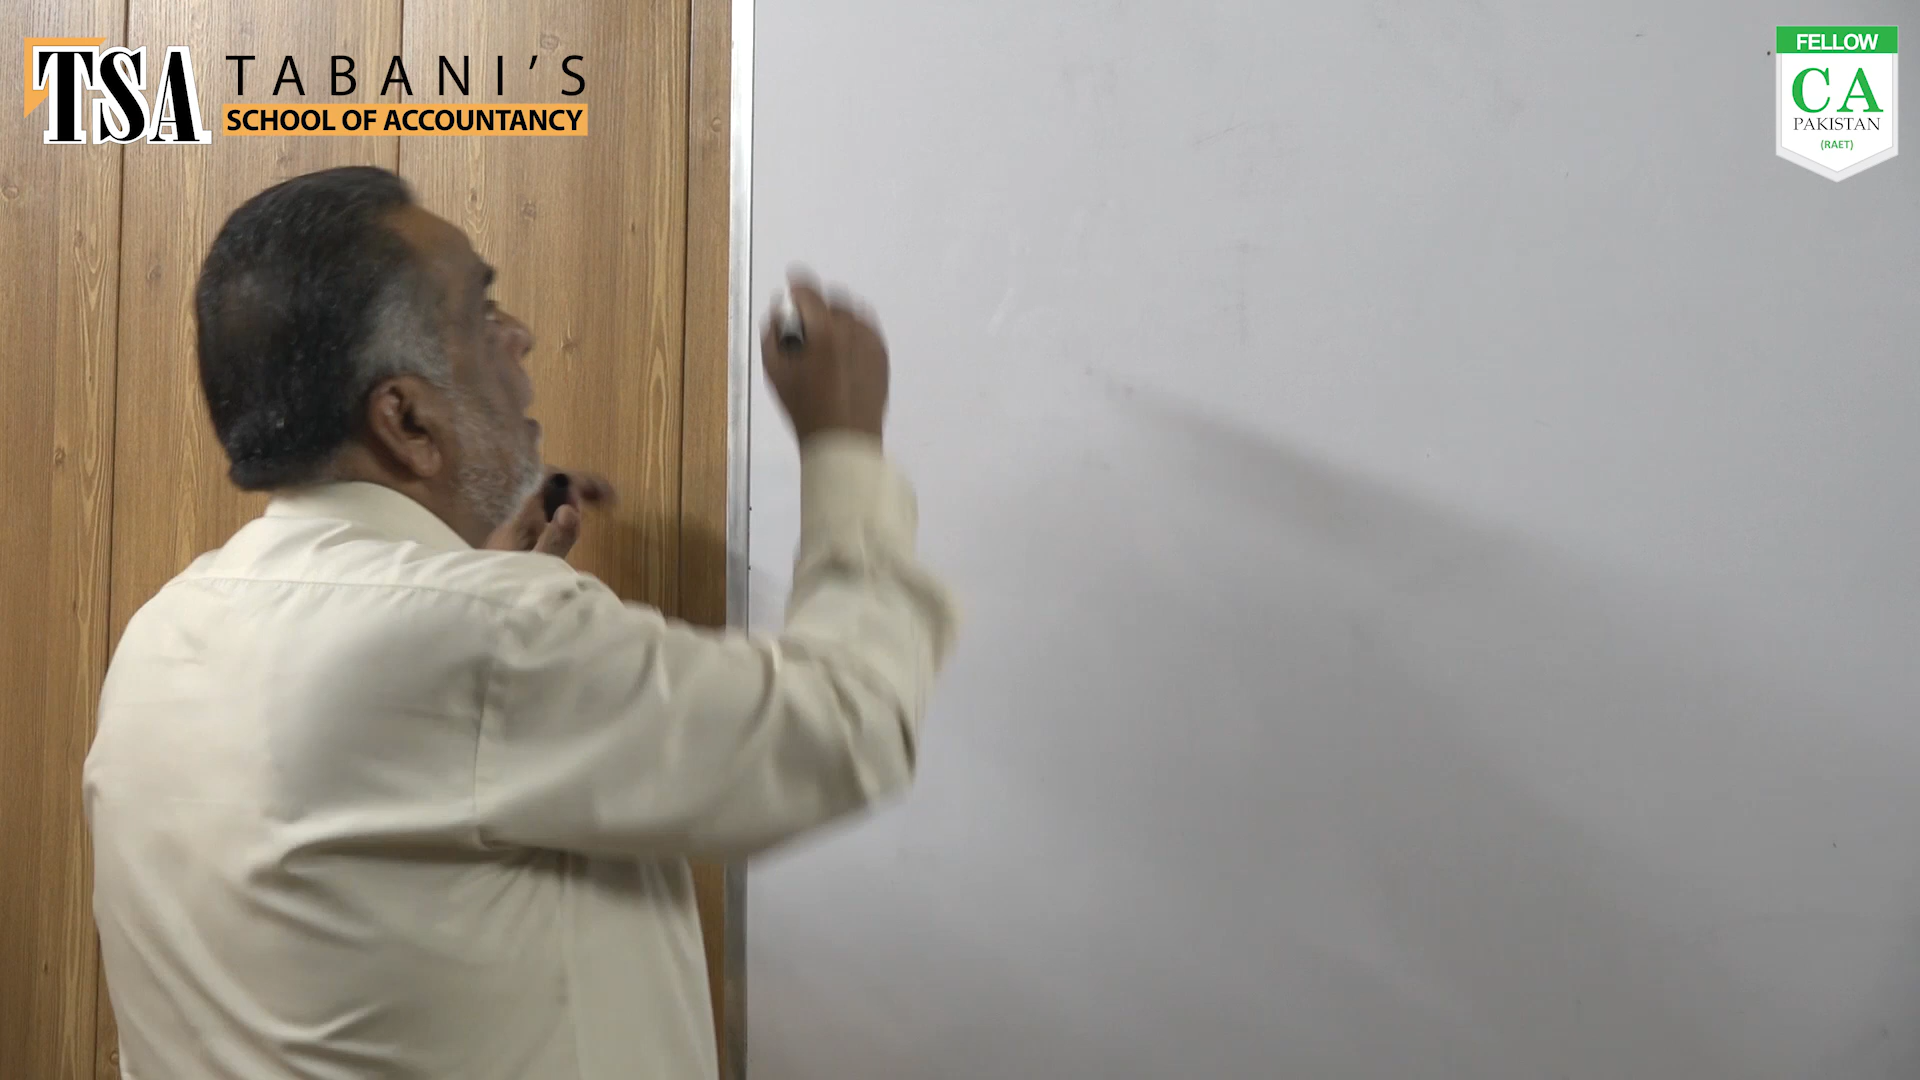 TSA
TABANI'S
SCHOOL OF ACCOUNTANCY
FELLOW
CA
PAKISTAN
(RAET)